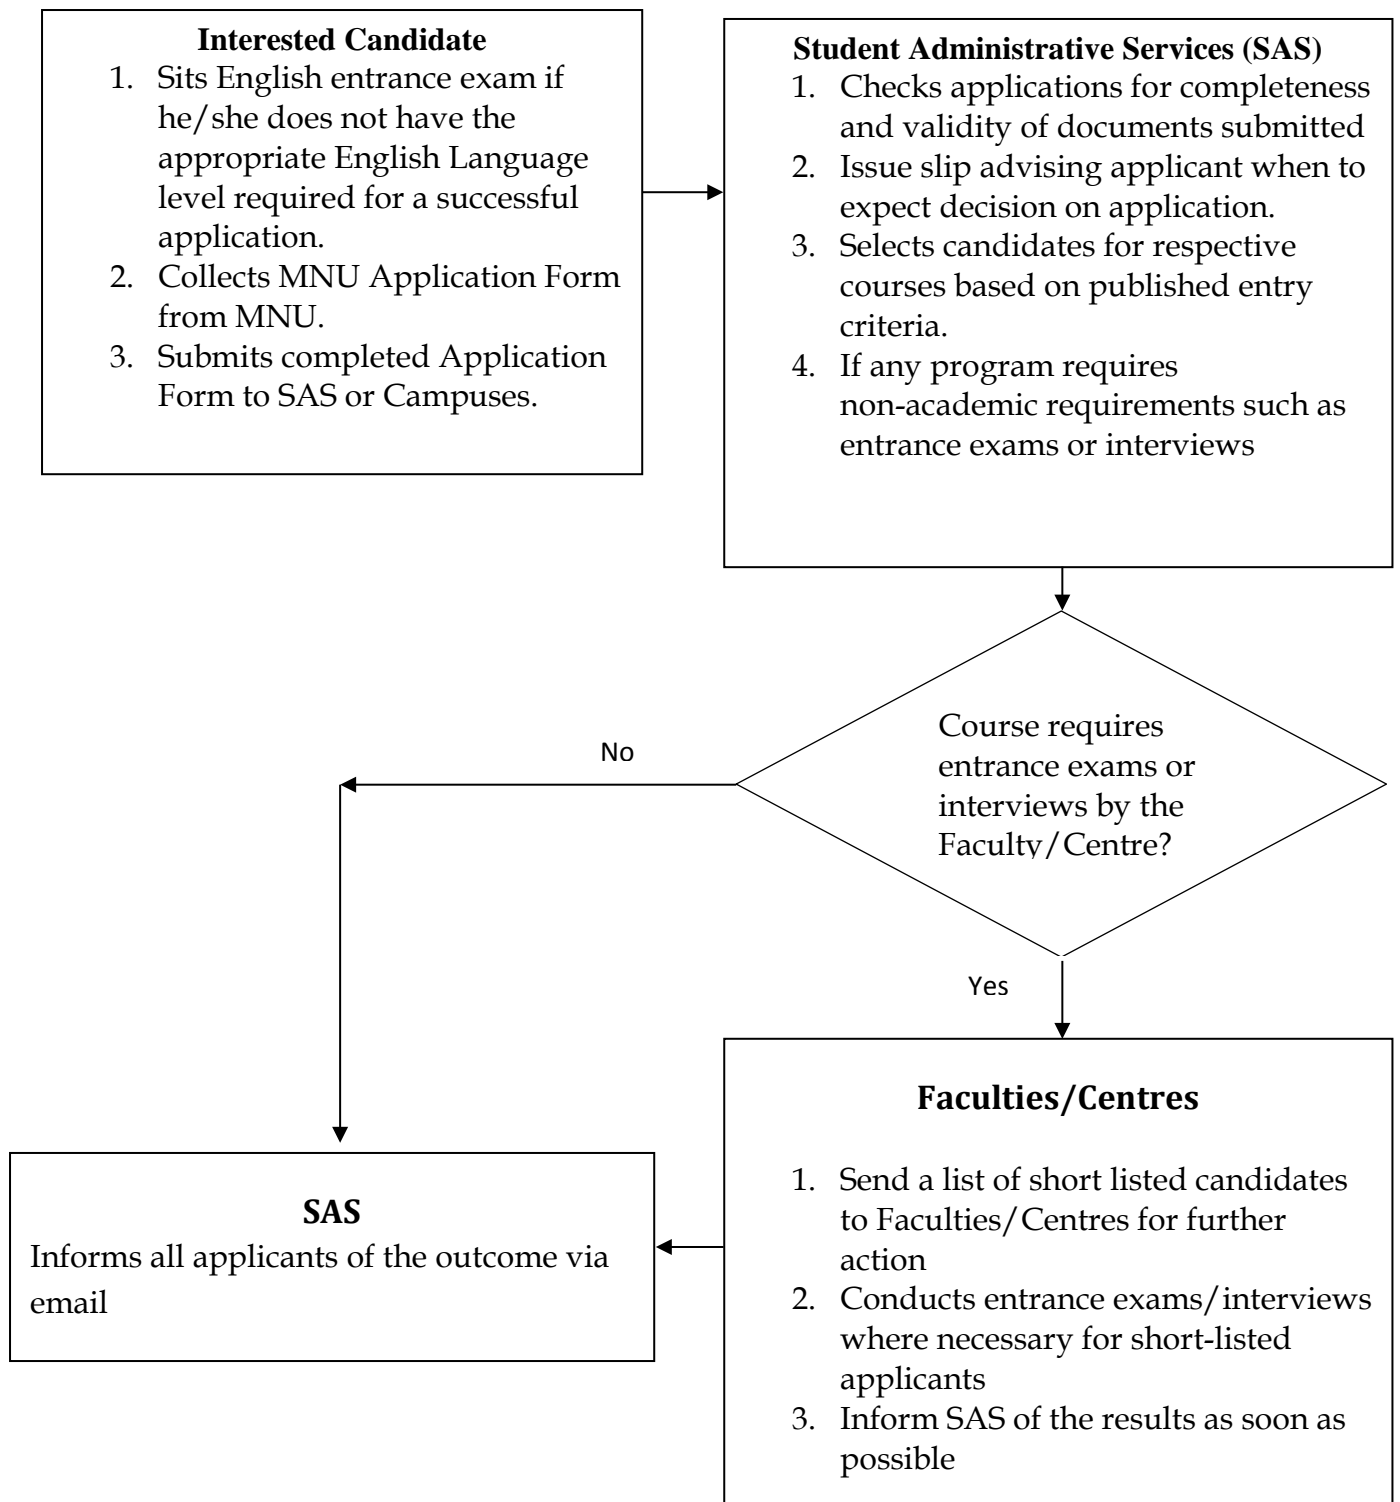 Interested Candidate
1. Sits English entrance exam if
he/she does not have the
appropriate English Language
level required for a successful
application.
2. Collects MNU Application Form
from MNU.
3. Submits completed Application
Form to SAS or Campuses.
Student Administrative Services (SAS)
1. Checks applications for completeness
and validity of documents submitted
2. Issue slip advising applicant when to
expect decision on application.
3. Selects candidates for respective
courses based on published entry
criteria.
4. If any program requires
non-academic requirements such as
entrance exams or interviews
Course requires
entrance exams or
interviews by the
Faculty/Centre?
No
Yes
Faculties/Centres
1. Send a list of short listed candidates
to Faculties/Centres for further
action
2. Conducts entrance exams/interviews
where necessary for short-listed
applicants
3. Inform SAS of the results as soon as
possible
SAS
Informs all applicants of the outcome via
email